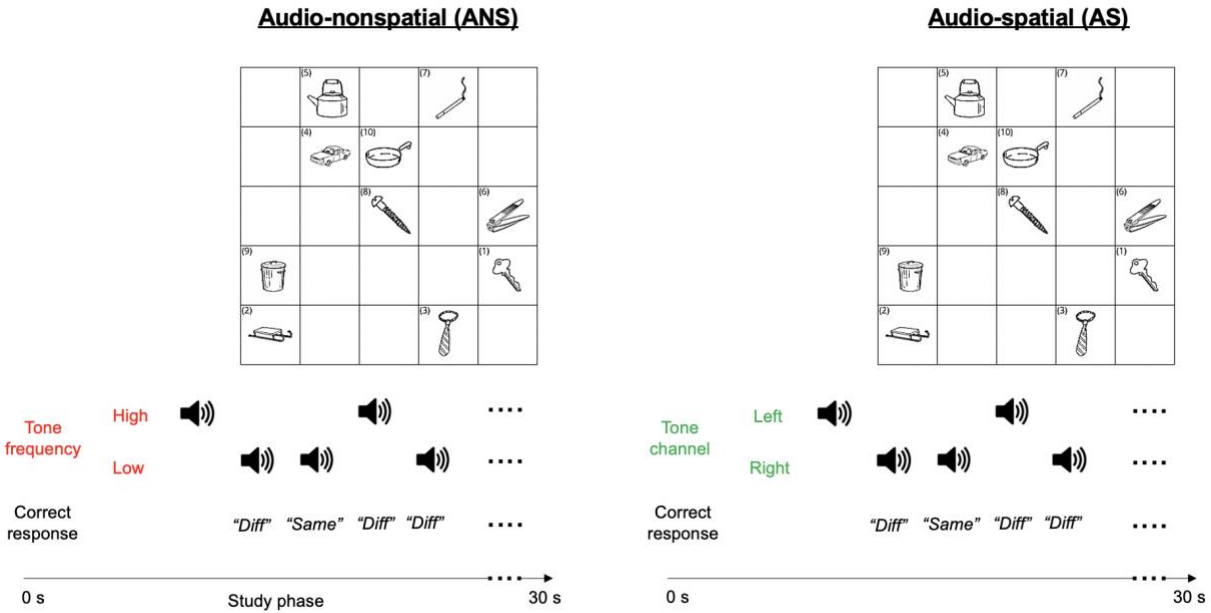 Audio-nonspatial (ANS)
(5) (7)
(4) (10)
(8) (6)
(9) (1)
(2) (3)
Tone frequency
High
Low
Correct response
“Diff” “Same” “Diff” “Diff” ....
0 s Study phase 30 s
Audio-spatial (AS)
(5) (7)
(4) (10)
(8) (6)
(9) (1)
(2) (3)
Tone channel
Left
Right
Correct response
“Diff” “Same” “Diff” “Diff” ....
0 s 30 s